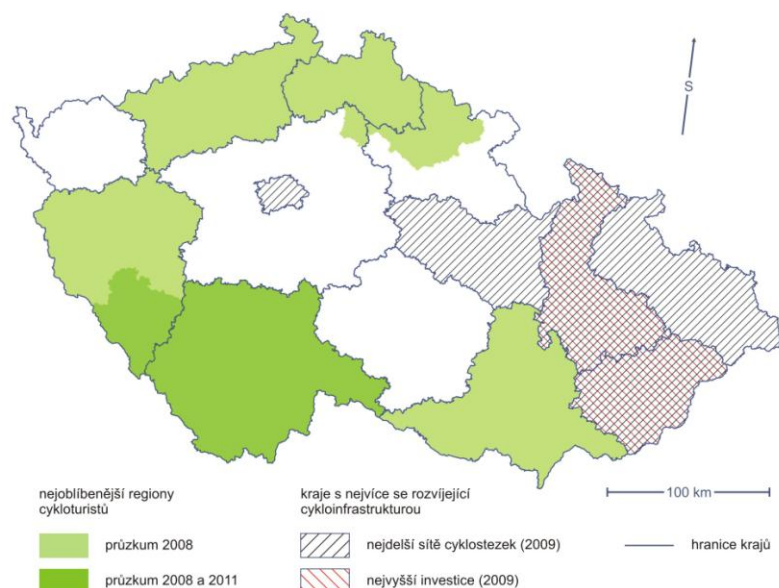 S
100 km
nejoblíbenější regiony
cykloturistů
průzkum 2008
průzkum 2008 a 2011
kraje s nejvíce se rozvíjející
cykloinfrastrukturou
nejdelší sítě cyklostezek (2009)
nejvyšší investice (2009)
hranice krajů